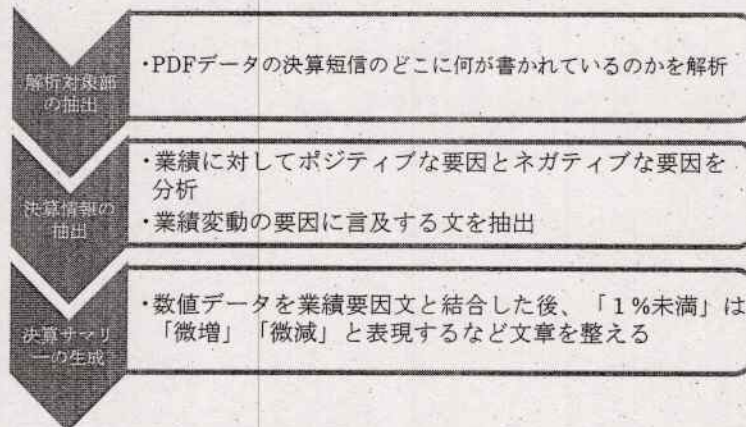 解析対象部
の抽出
・PDFデータの決算短信のどこに何が書かれているのかを解析
決算情報の
抽出
・業績に対してポジティブな要因とネガティブな要因を
分析
・業績変動の要因に言及する文を抽出
決算サマリ
ーの生成
・数値データを業績要因文と結合した後、「1%未満」は
「微増」「微減」と表現するなど文章を整える